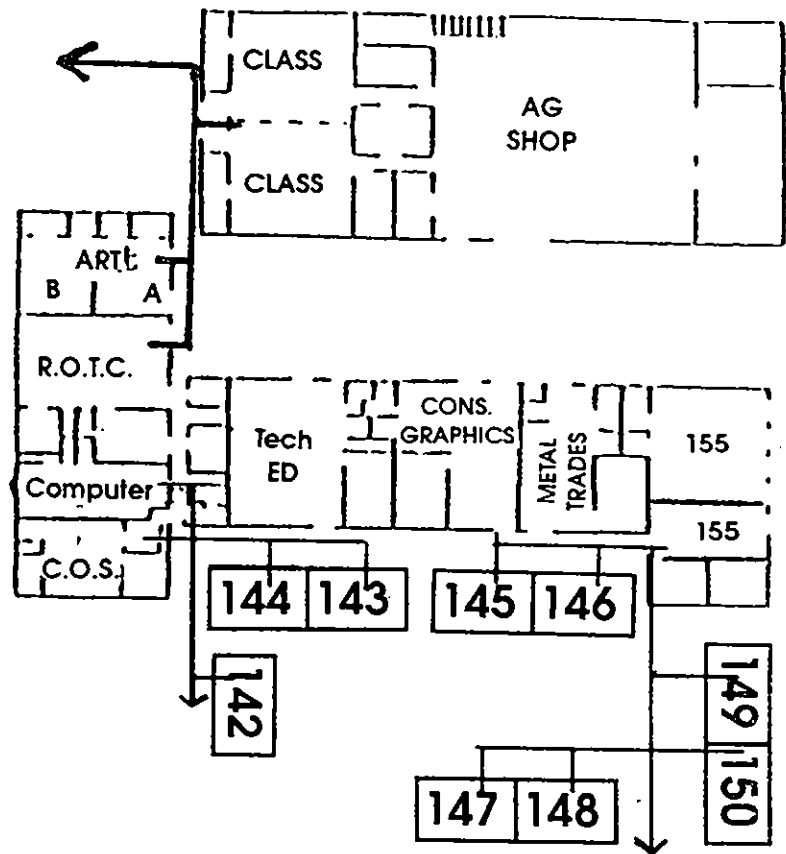 CLASS
AG
SHOP
CLASS
ART
B A
R.O.T.C.
CONS.
GRAPHICS
Tech
ED
METAL
TRADES
155
Computer
155
C.O.S.
144 143
145 146
142
149
150
147 148